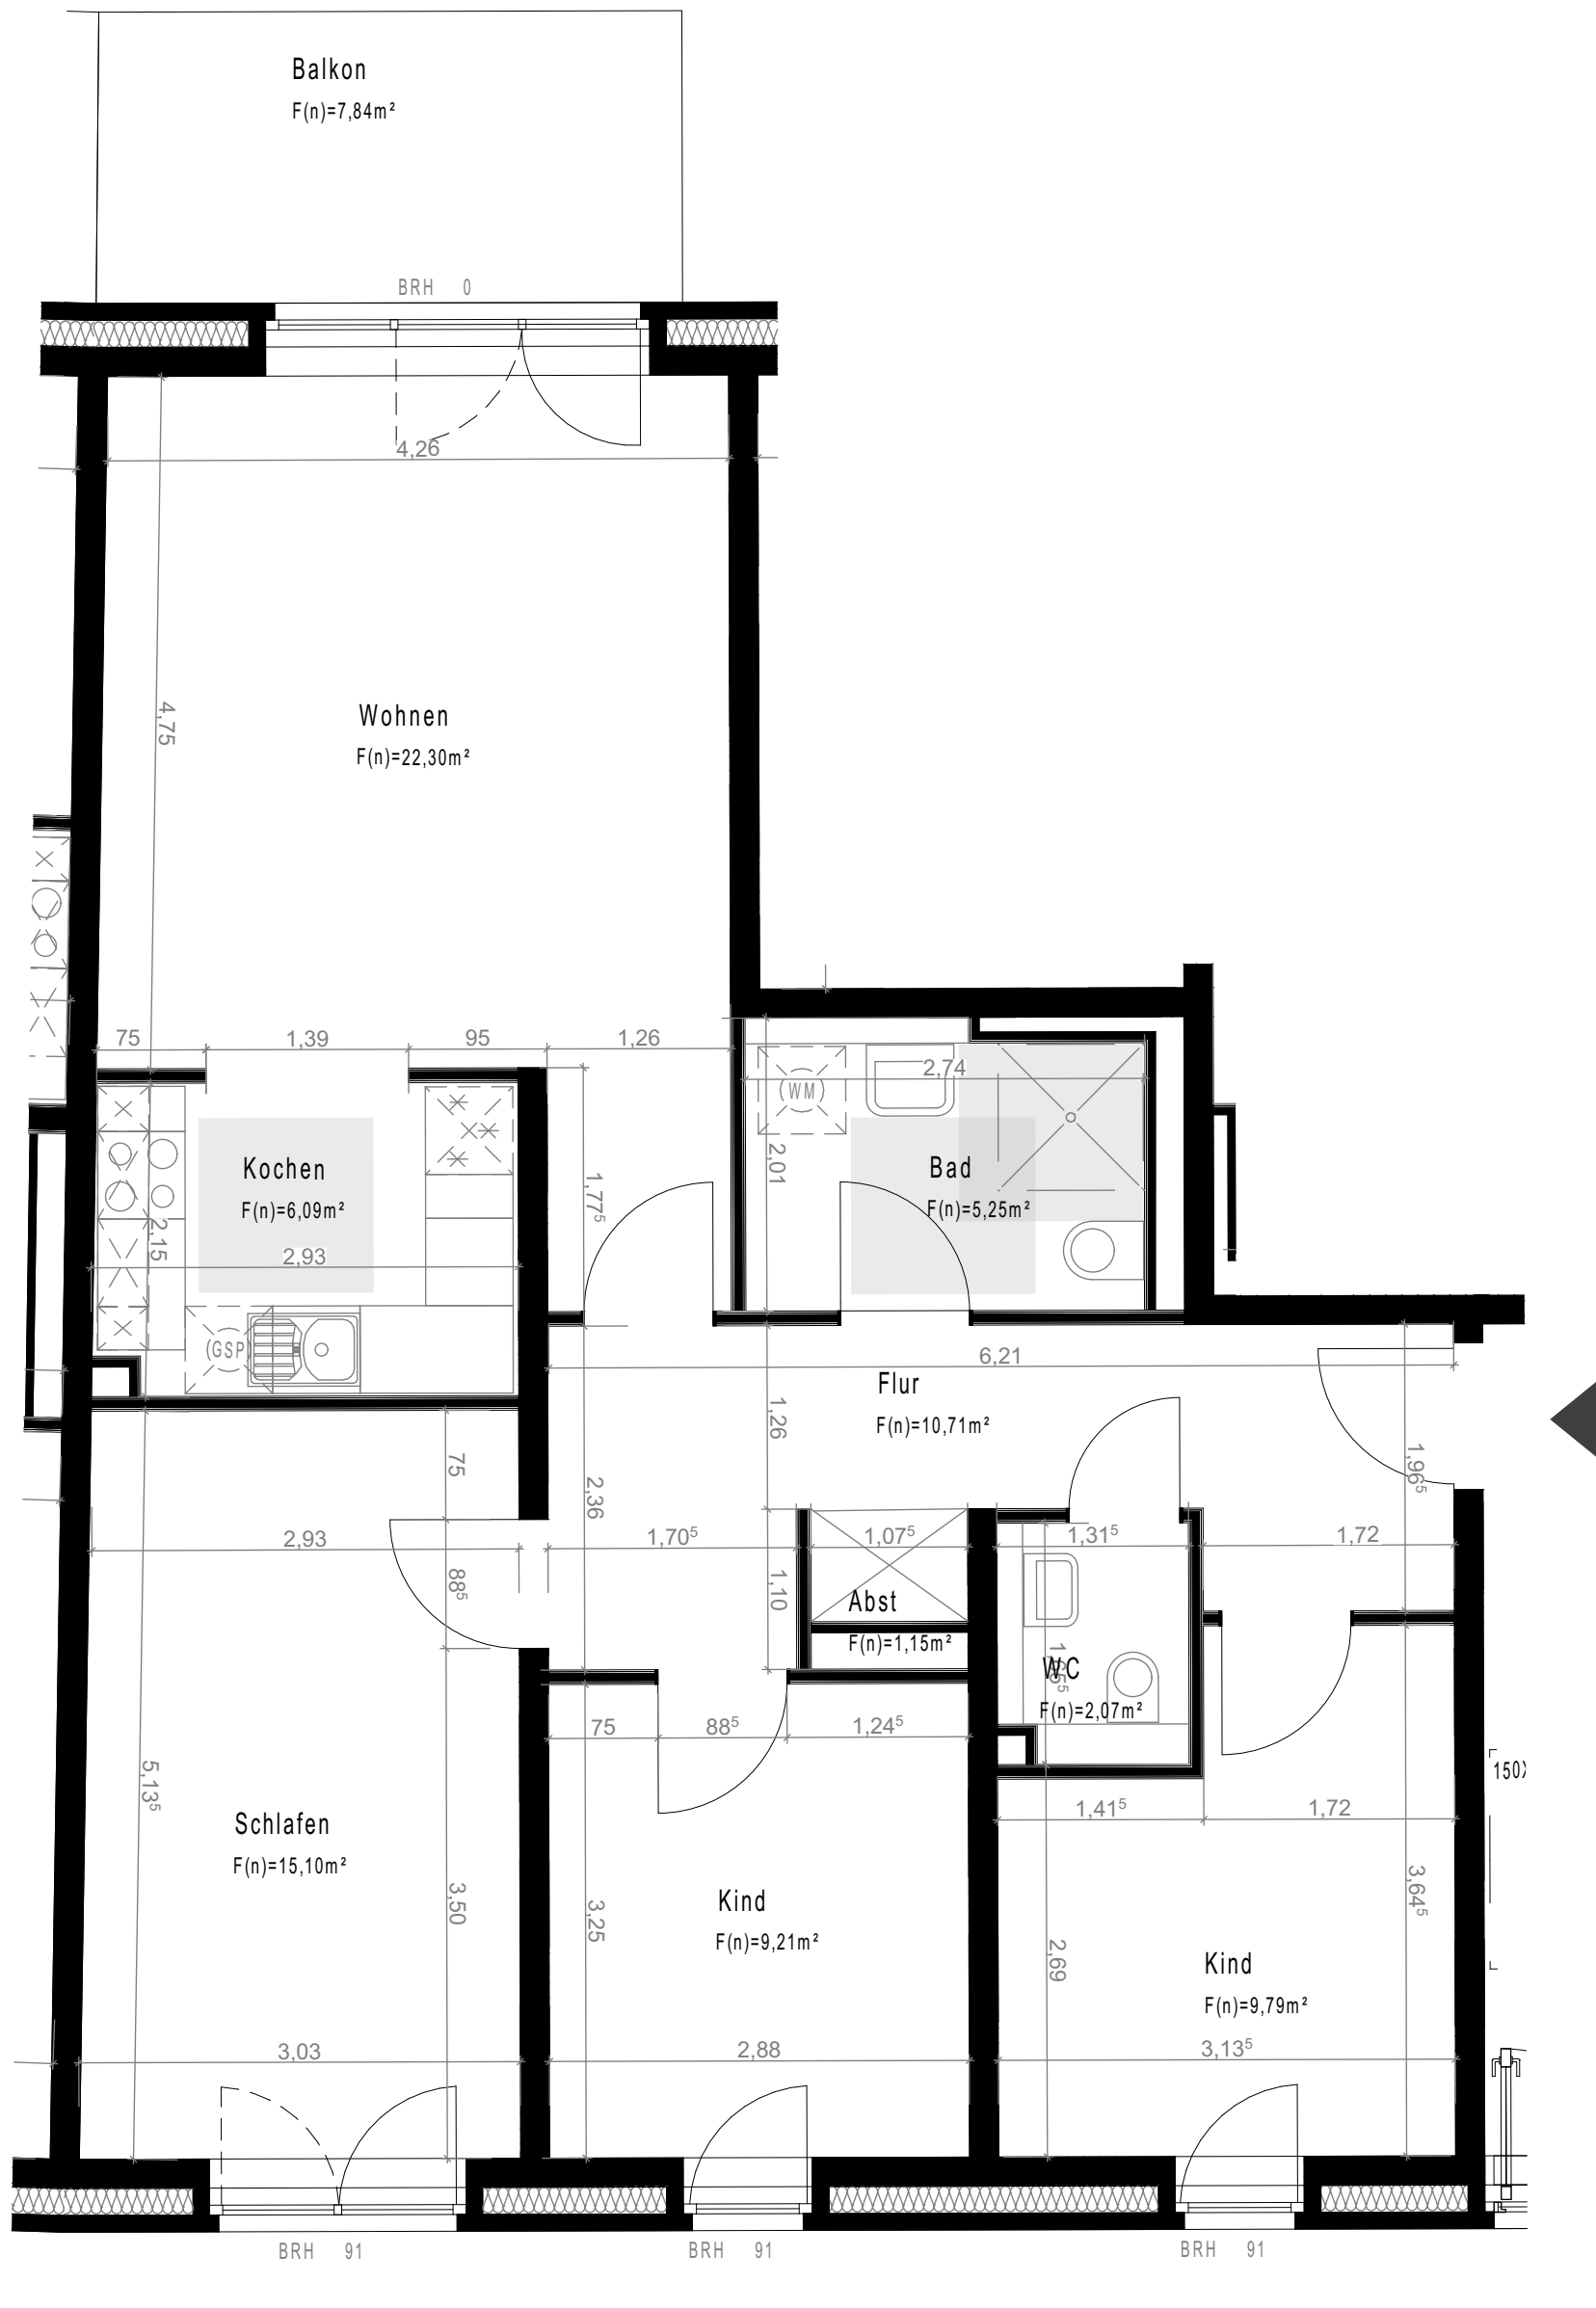 Balkon
F(n)=7,84m²
BRH 0
4,26
4,75
Wohnen
F(n)=22,30m²
75
1,39
95
1,26
2,74
WM
2,01
Bad
F(n)=5,25m²
Kochen
F(n)=6,09m²
1,77⁵
2,15
2,93
GSP
6,21
Flur
F(n)=10,71m²
1,26
1,96⁵
75
2,36
2,93
1,70⁵
1,07⁵
1,31⁵
1,72
88⁵
1,10
Abst
F(n)=1,15m²
1,65⁵
WC
F(n)=2,07m²
75
88⁵
1,24⁵
150X
5,13⁵
1,41⁵
1,72
Schlafen
F(n)=15,10m²
3,50
Kind
F(n)=9,21m²
3,25
3,64⁵
2,69
Kind
F(n)=9,79m²
3,03
2,88
3,13⁵
BRH 91
BRH 91
BRH 91